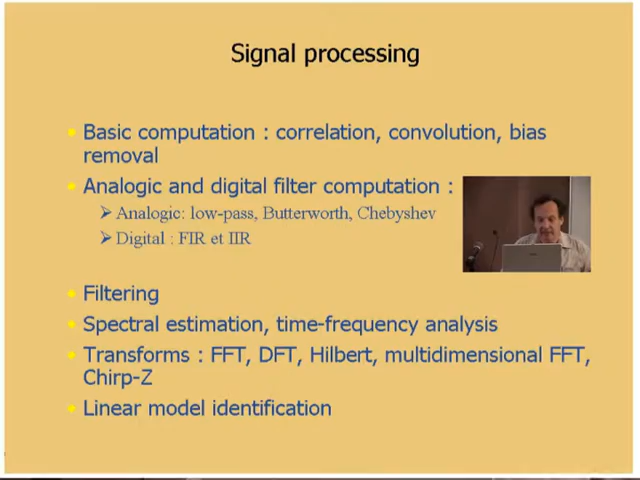 Signal processing
Basic computation : correlation, convolution, bias
removal
Analogic and digital filter computation :
Analogic: low-pass, Butterworth, Chebyshev
Digital : FIR et IIR
Filtering
Spectral estimation, time-frequency analysis
Transforms : FFT, DFT, Hilbert, multidimensional FFT,
Chirp-Z
Linear model identification